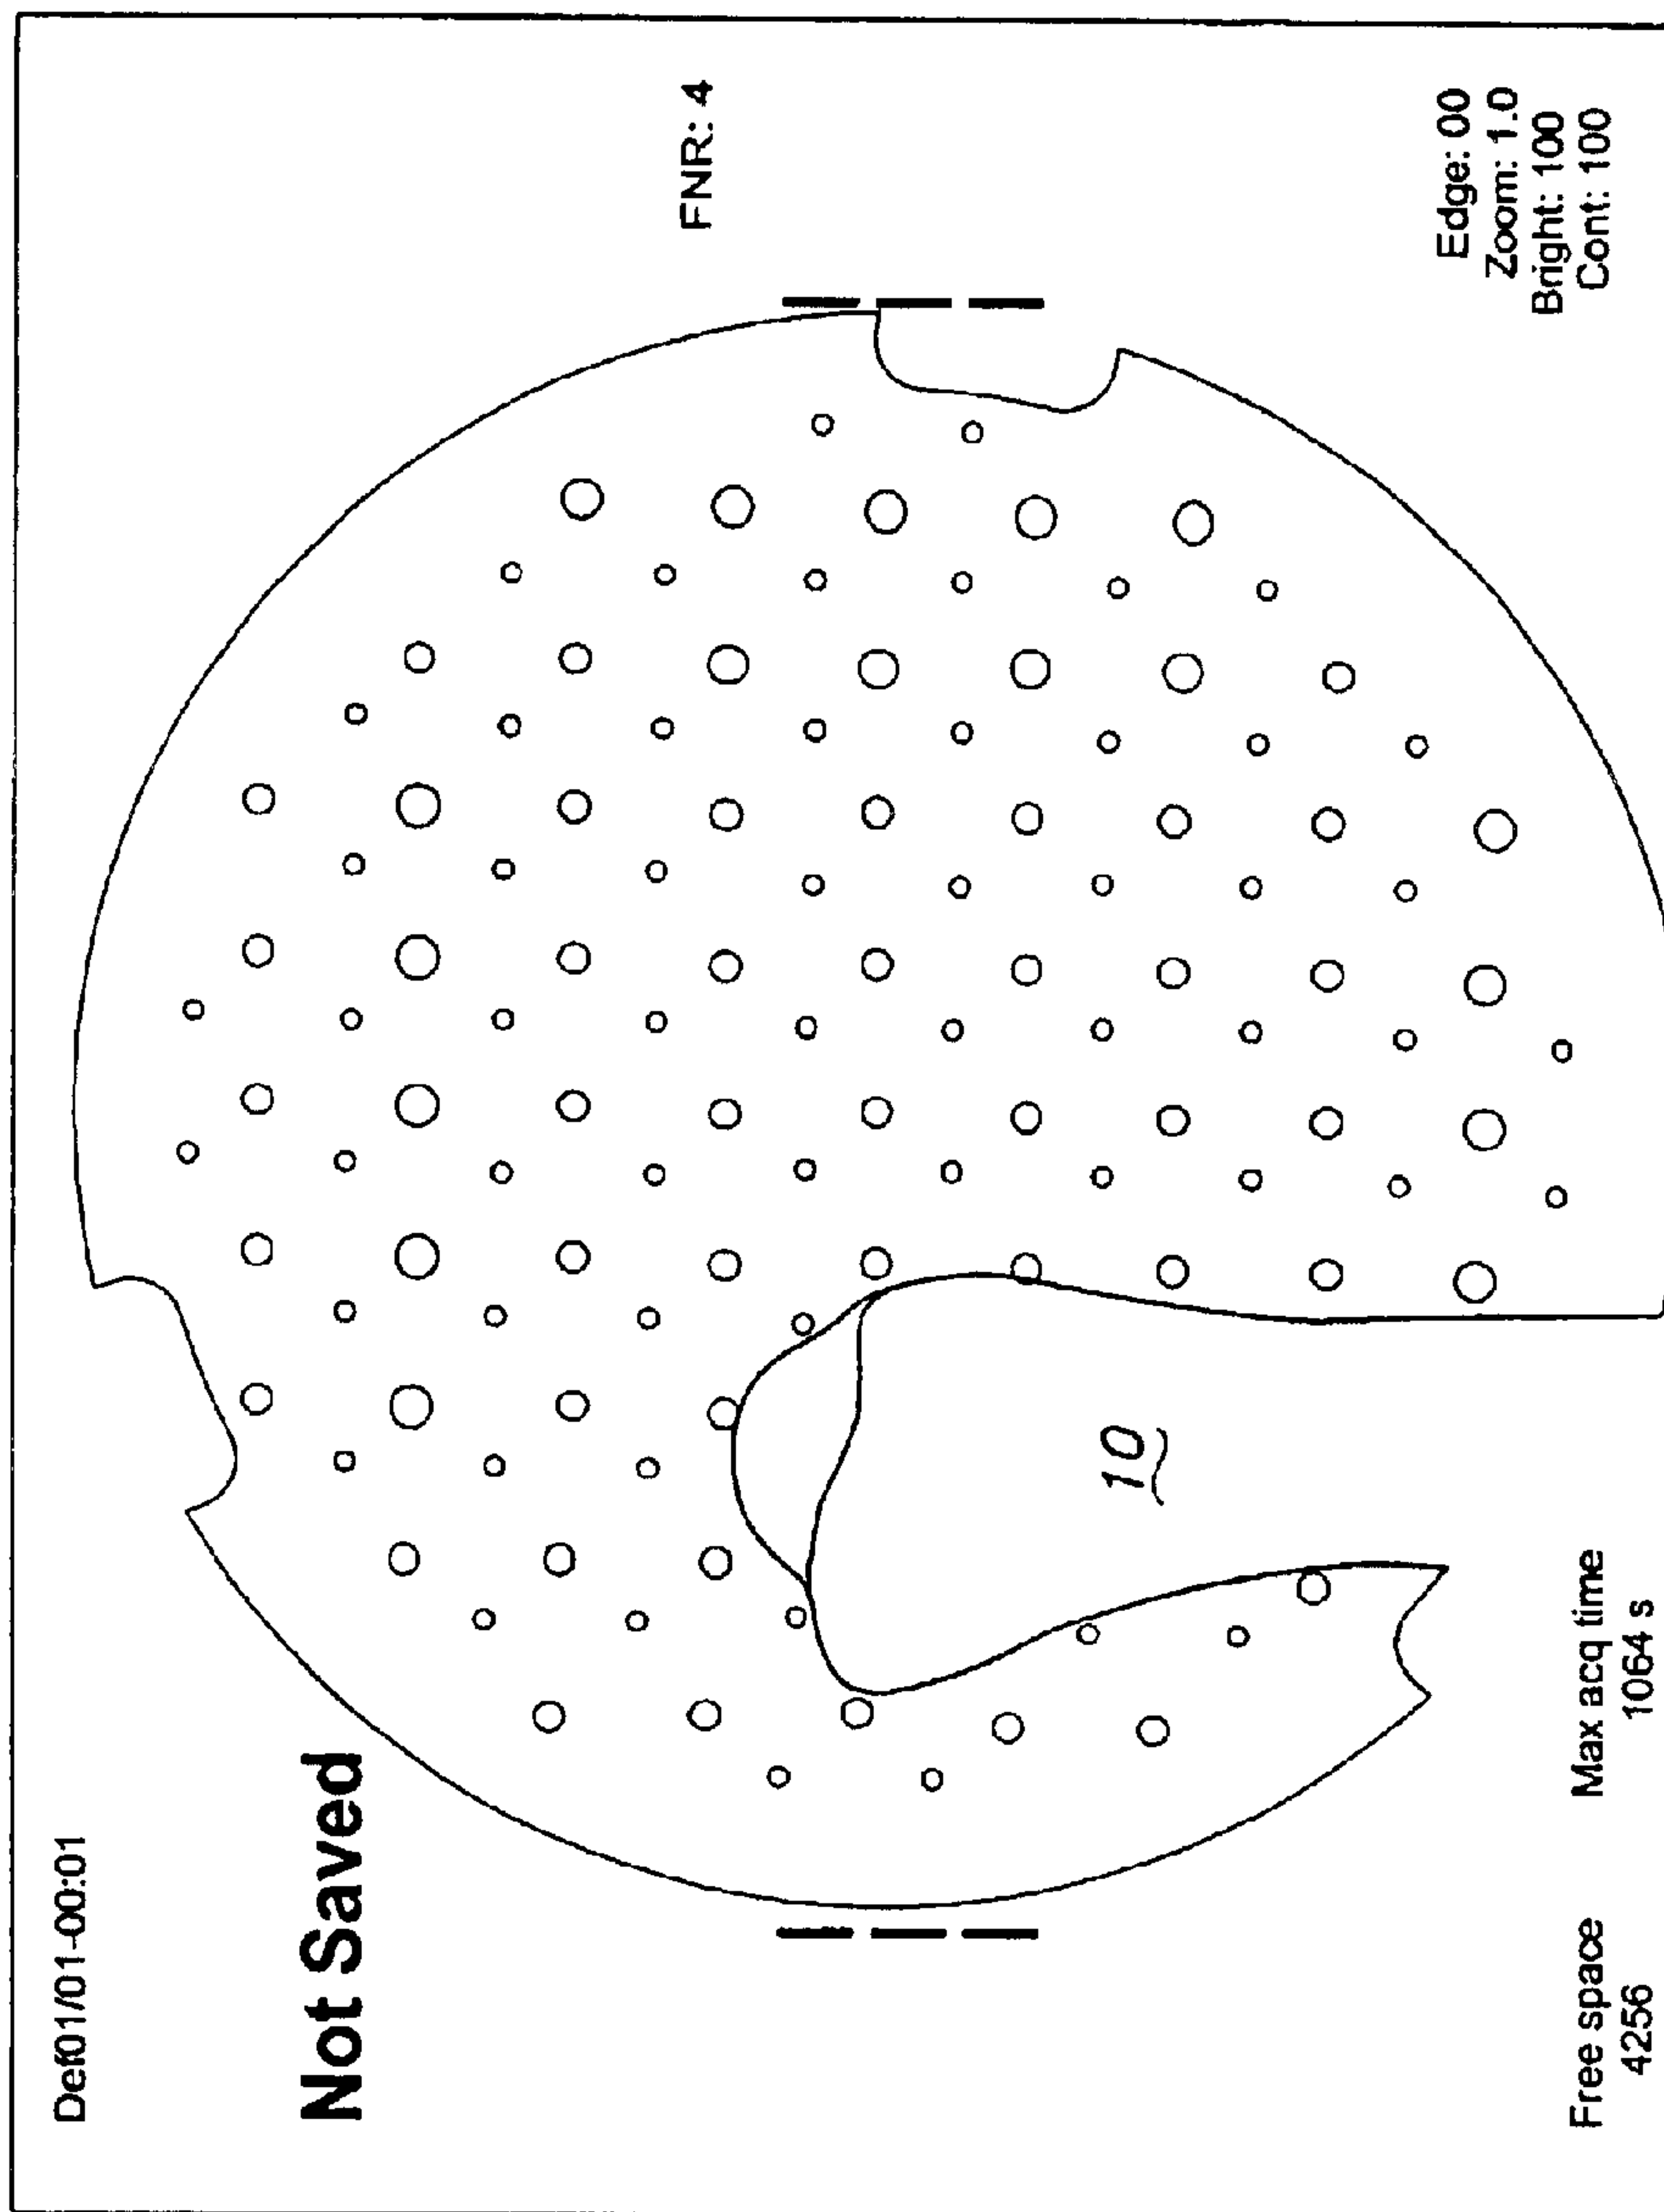 Def01/01-00:01
Not Saved
FNR: 4
10
Free space
4256
Max acq time
1064 s
Edge: 00
Zoom: 1.0
Bright: 100
Cont: 100